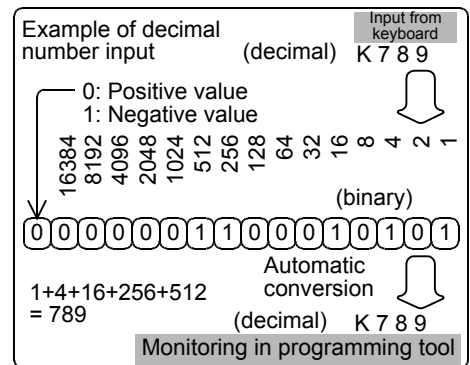 Example of decimal
number input
Input from
keyboard
(decimal) K 7 8 9
0: Positive value
1: Negative value
16384 8192 4096 2048 1024 512 256 128 64 32 16 8 4 2 1
(binary)
0 0 0 0 0 0 1 1 0 0 0 1 0 1 0 1
Automatic
conversion
1+4+16+256+512
= 789
(decimal) K 7 8 9
Monitoring in programming tool